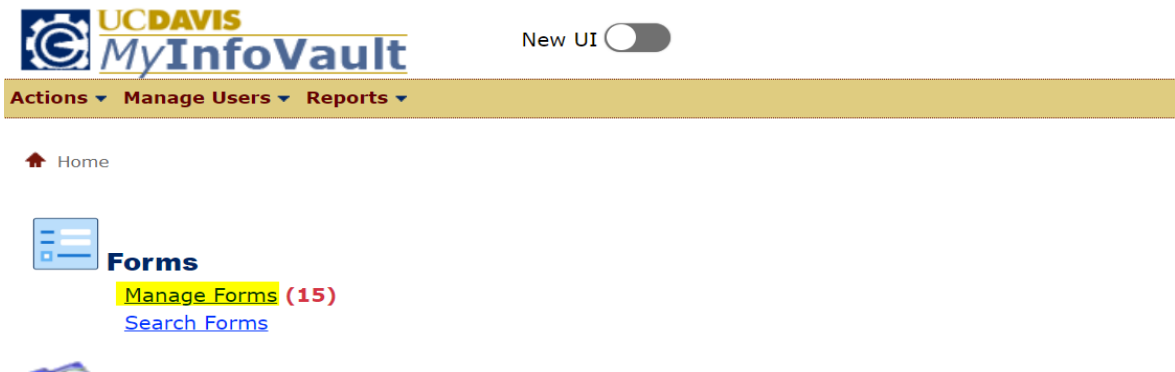 UCDAVIS
MyInfoVault
New UI
Actions Manage Users Reports
Home
Forms
Manage Forms (15)
Search Forms